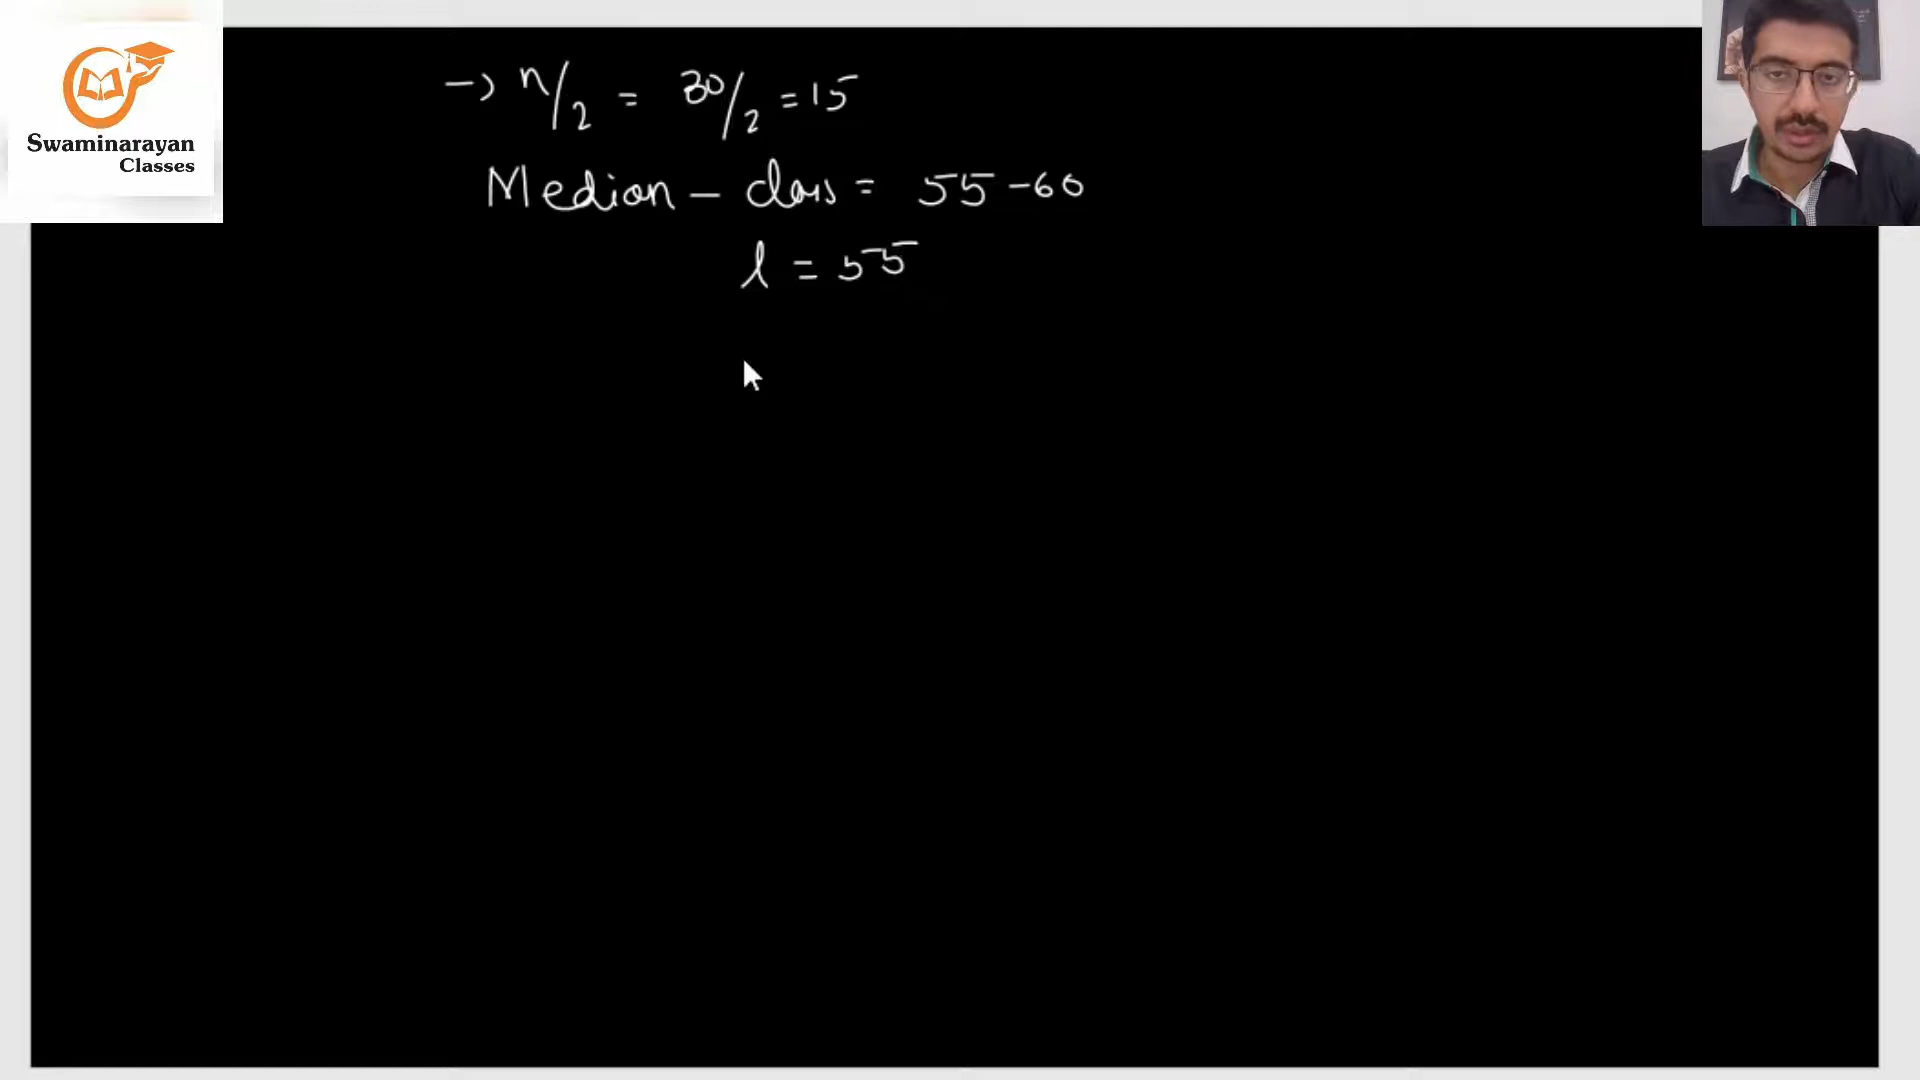 Swaminarayan
Classes
→ n/2 = 30/2 = 15
Median - class = 55-60
l = 55